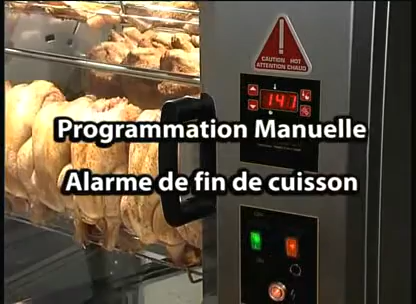 CAUTION HOT
ATTENTION CHAUD
147
Programmation Manuelle
Alarme de fin de cuisson